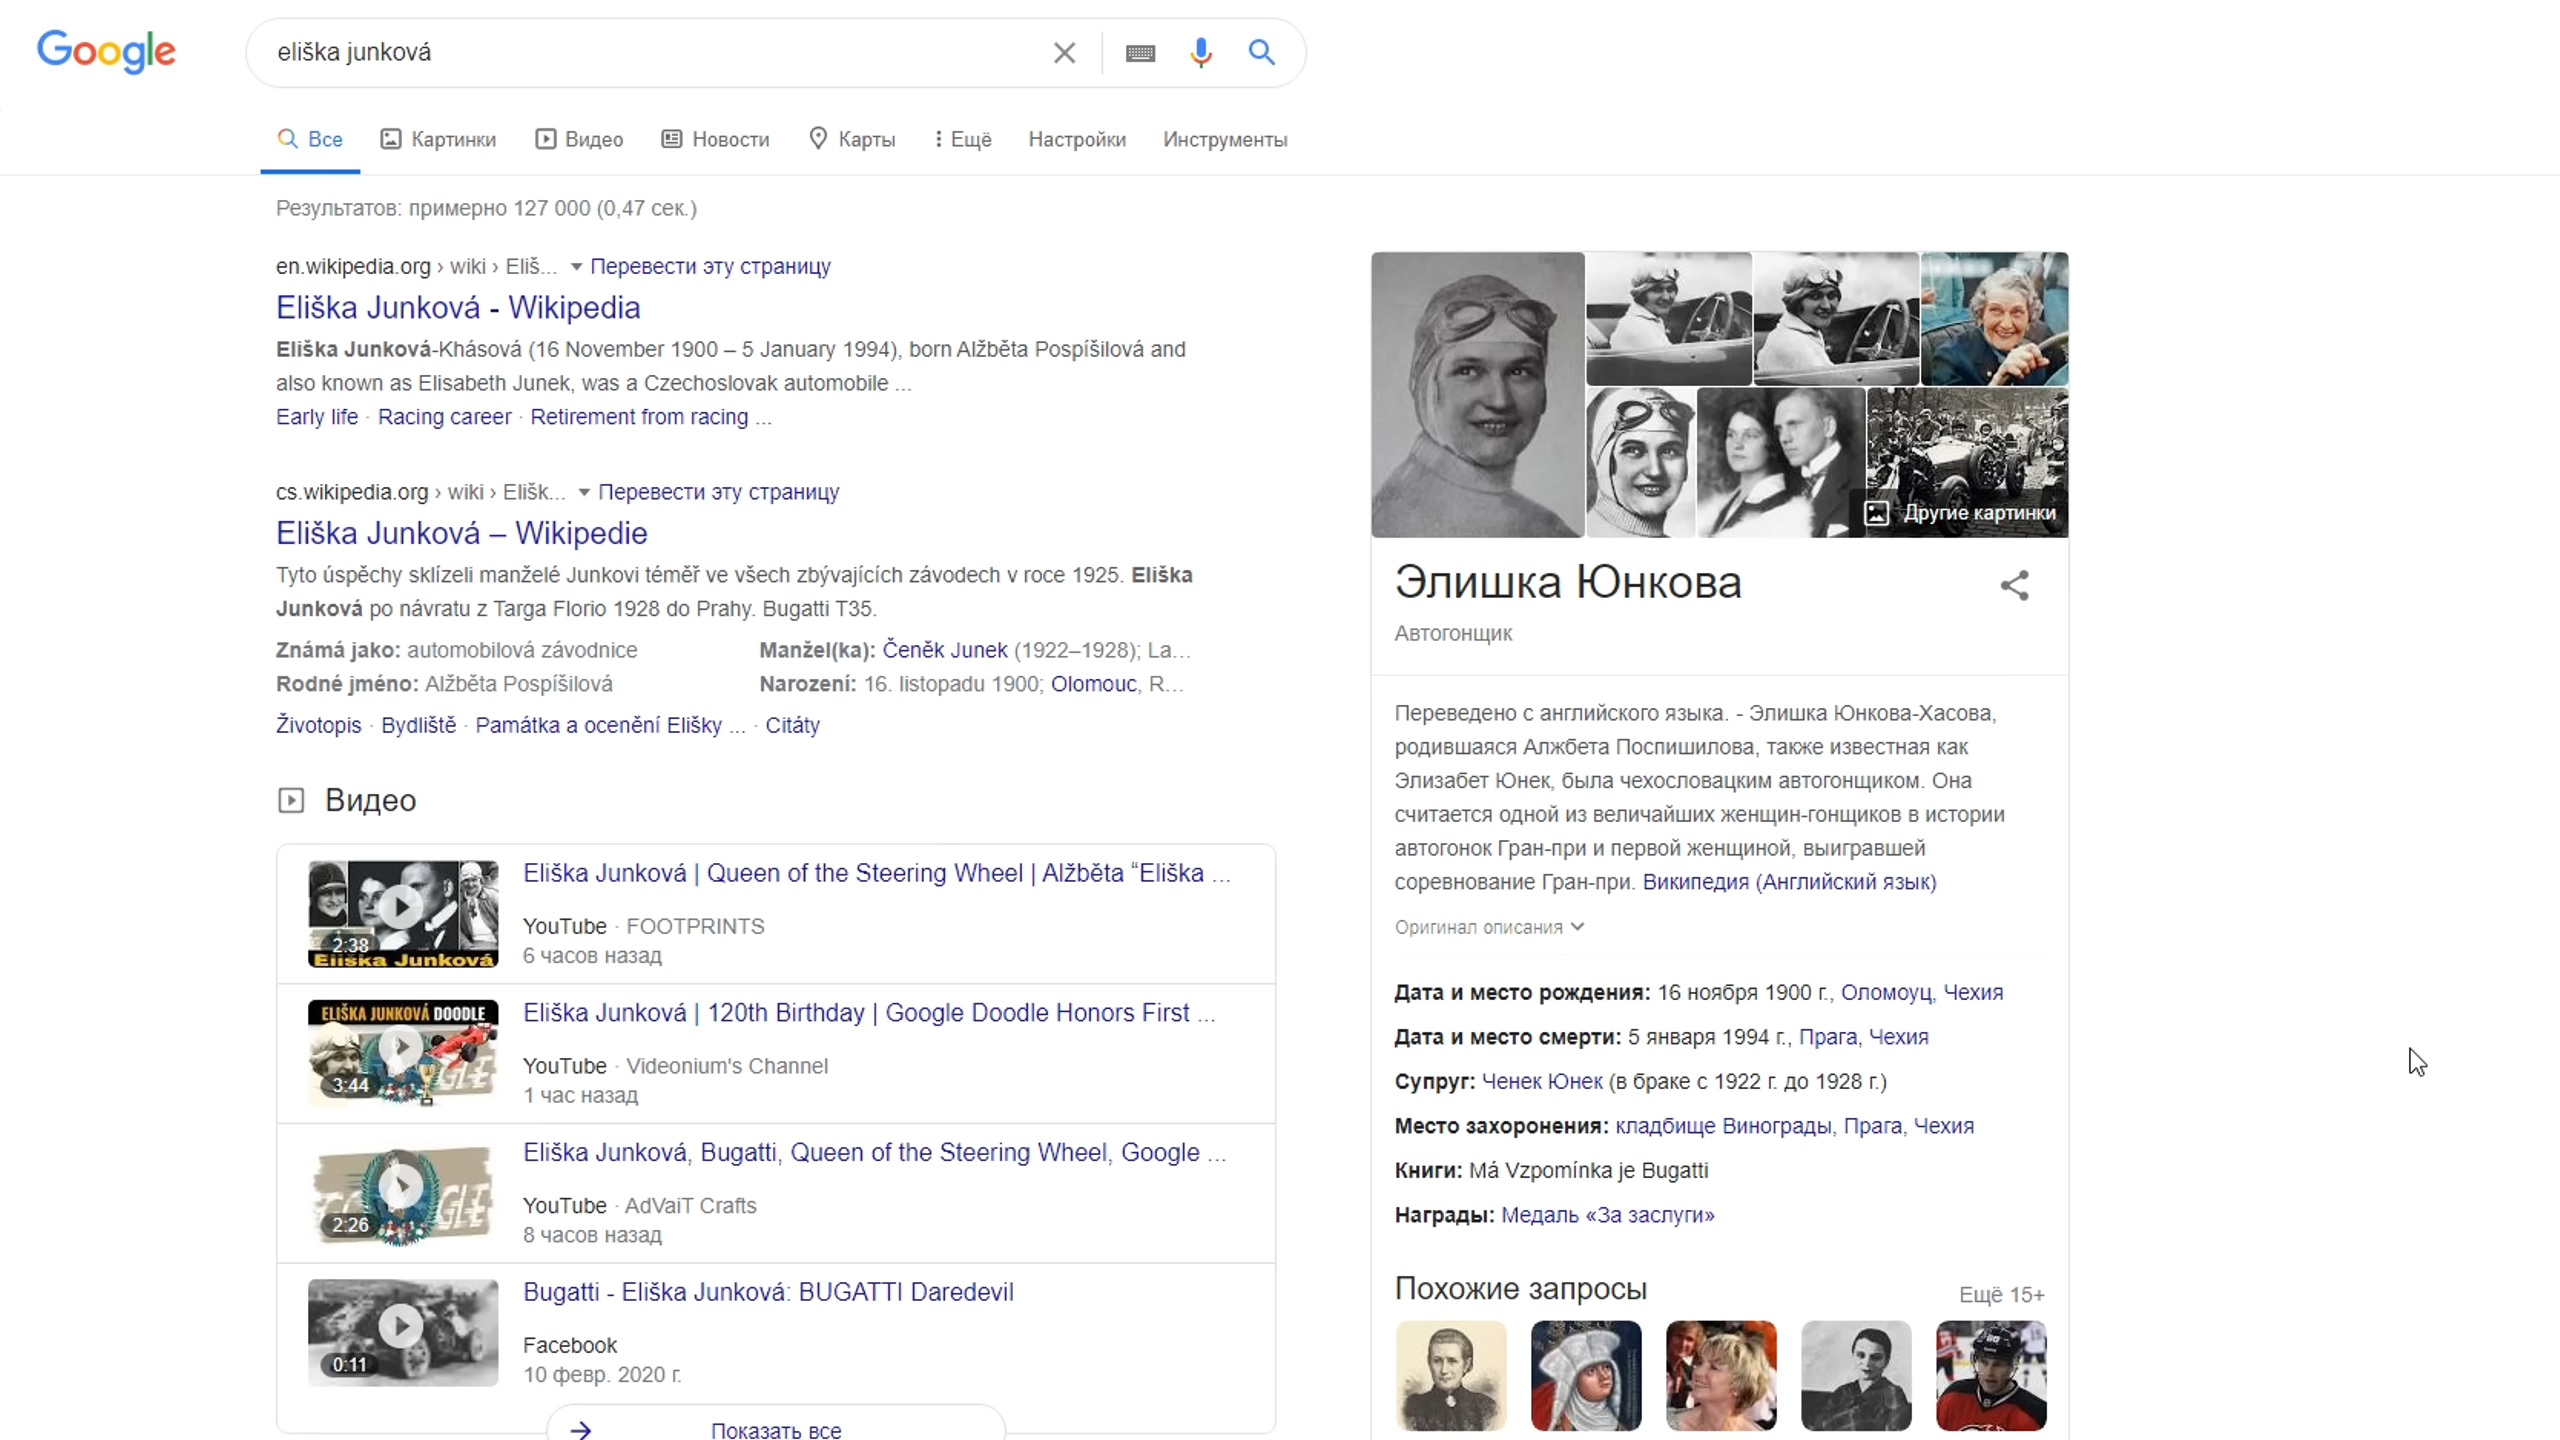 Google
eliška junková
Все
Картинки
Видео
Новости
Карты
Ещё
Настройки
Инструменты
Результатов: примерно 127 000 (0,47 сек.)
en.wikipedia.org › wiki › Eliš... Перевести эту страницу
Eliška Junková - Wikipedia
Eliška Junková-Khásová (16 November 1900 – 5 January 1994), born Alžběta Pospíšilová and
also known as Elisabeth Junek, was a Czechoslovak automobile ...
Early life · Racing career · Retirement from racing ...
cs.wikipedia.org › wiki › Elišk... Перевести эту страницу
Eliška Junková – Wikipedie
Tyto úspěchy sklízeli manželé Junkovi téměř ve všech zbývajících závodech v roce 1925. Eliška
Junková po návratu z Targa Florio 1928 do Prahy. Bugatti T35.
Známá jako: automobilová závodnice
Manžel(ka): Čeněk Junek (1922–1928); La...
Rodné jméno: Alžběta Pospíšilová
Narození: 16. listopadu 1900; Olomouc, R...
Životopis · Bydliště · Památka a ocenění Elišky ... · Citáty
Видео
2:38
Eliška Junková
Eliška Junková | Queen of the Steering Wheel | Alžběta “Eliška ...
YouTube · FOOTPRINTS
6 часов назад
ELIŠKA JUNKOVÁ DOODLE
GLE
3:44
Eliška Junková | 120th Birthday | Google Doodle Honors First ...
YouTube · Videonium's Channel
1 час назад
GLE
2:26
Eliška Junková, Bugatti, Queen of the Steering Wheel, Google ...
YouTube · AdVaiT Crafts
8 часов назад
0:11
Bugatti - Eliška Junková: BUGATTI Daredevil
Facebook
10 февр. 2020 г.
Показать все
Другие картинки
Элишка Юнкова
Автогонщик
Переведено с английского языка. - Элишка Юнкова-Хасова,
родившаяся Алжбета Поспишилова, также известная как
Элизабет Юнек, была чехословацким автогонщиком. Она
считается одной из величайших женщин-гонщиков в истории
автогонок Гран-при и первой женщиной, выигравшей
соревнование Гран-при. Википедия (Английский язык)
Оригинал описания
Дата и место рождения: 16 ноября 1900 г., Оломоуц, Чехия
Дата и место смерти: 5 января 1994 г., Прага, Чехия
Супруг: Ченек Юнек (в браке с 1922 г. до 1928 г.)
Место захоронения: кладбище Винограды, Прага, Чехия
Книги: Má Vzpomínka je Bugatti
Награды: Медаль «За заслуги»
Похожие запросы
Ещё 15+